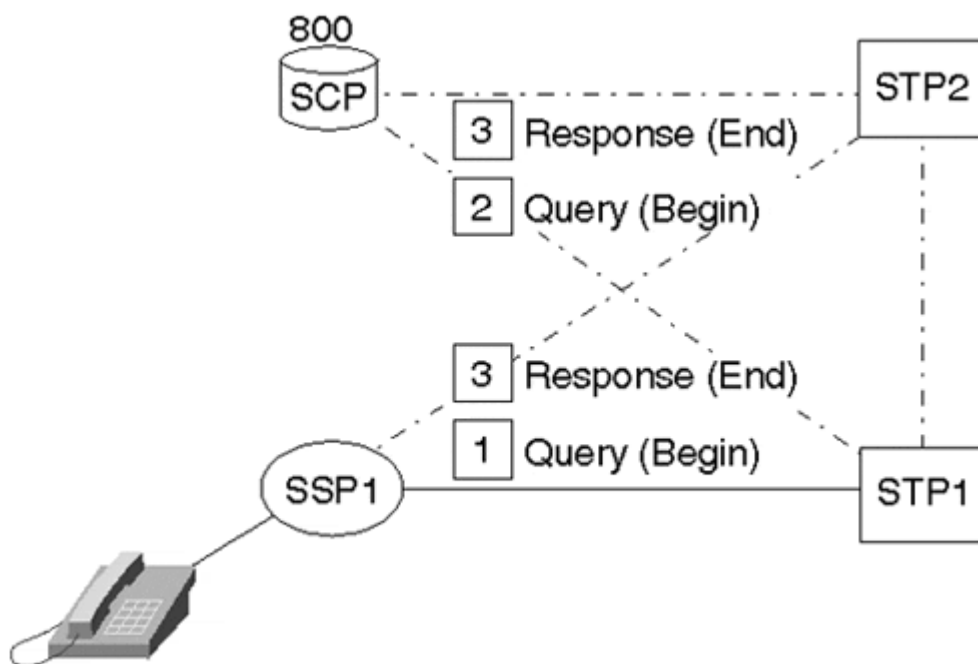 800
SCP
STP2
3 Response (End)
2 Query (Begin)
3 Response (End)
1 Query (Begin)
SSP1
STP1